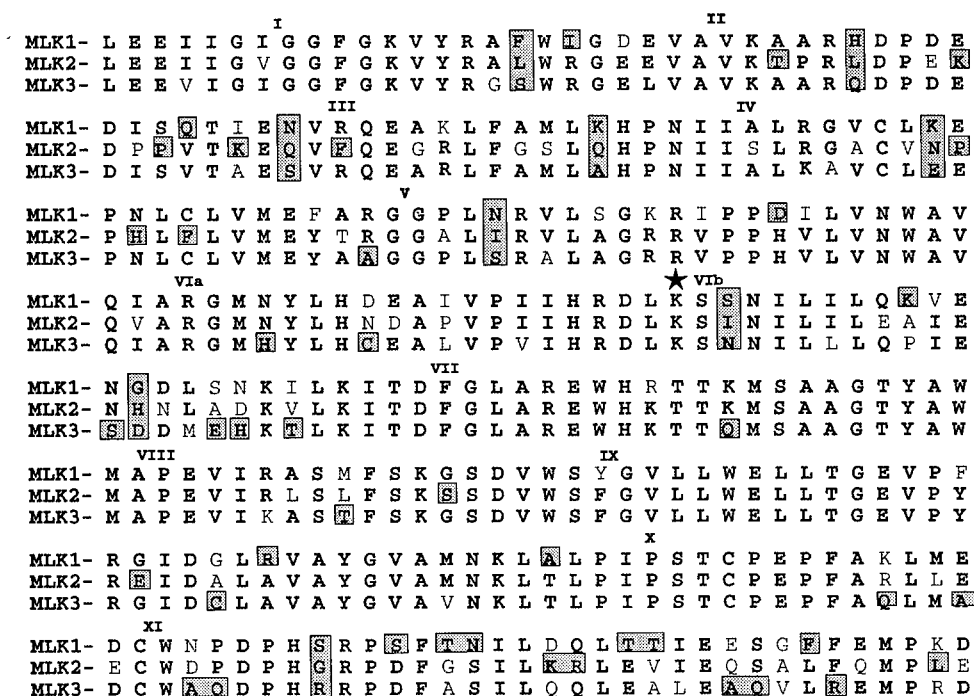 I II
MLK1- L E E I I G I G G F G K V Y R A F W I G D E V A V K A A R H D P D E
MLK2- L E E I I G V G G F G K V Y R A L W R G E E V A V K T P R L D P E K
MLK3- L E E V I G I G G F G K V Y R G S W R G E L V A V K A A R Q D P D E
III IV
MLK1- D I S Q T I E N V R Q E A K L F A M L K H P N I I A L R G V C L K E
MLK2- D P P V T K E Q V F Q E G R L F G S L Q H P N I I S L R G A C V N P
MLK3- D I S V T A E S V R Q E A R L F A M L A H P N I I A L K A V C L E E
V
MLK1- P N L C L V M E F A R G G P L N R V L S G K R I P P D I L V N W A V
MLK2- P H L F L V M E Y T R G G A L I R V L A G R R V P P H V L V N W A V
MLK3- P N L C L V M E Y A A G G P L S R A L A G R R V P P H V L V N W A V
VIa ★ VIb
MLK1- Q I A R G M N Y L H D E A I V P I I H R D L K S S N I L I L Q K V E
MLK2- Q V A R G M N Y L H N D A P V P I I H R D L K S I N I L I L E A I E
MLK3- Q I A R G M H Y L H C E A L V P V I H R D L K S N N I L L L Q P I E
VII
MLK1- N G D L S N K I L K I T D F G L A R E W H R T T K M S A A G T Y A W
MLK2- N H N L A D K V L K I T D F G L A R E W H K T T K M S A A G T Y A W
MLK3- S D D M E H K T L K I T D F G L A R E W H K T T Q M S A A G T Y A W
VIII IX
MLK1- M A P E V I R A S M F S K G S D V W S Y G V L L W E L L T G E V P F
MLK2- M A P E V I R L S L F S K S S D V W S F G V L L W E L L T G E V P Y
MLK3- M A P E V I K A S T F S K G S D V W S F G V L L W E L L T G E V P Y
X
MLK1- R G I D G L R V A Y G V A M N K L A L P I P S T C P E P F A K L M E
MLK2- R E I D A L A V A Y G V A M N K L T L P I P S T C P E P F A R L L E
MLK3- R G I D C L A V A Y G V A V N K L T L P I P S T C P E P F A Q L M A
XI
MLK1- D C W N P D P H S R P S F T N I L D Q L T T I E E S G F F E M P K D
MLK2- E C W D P D P H G R P D F G S I L K R L E V I E Q S A L F Q M P L E
MLK3- D C W A Q D P H R R P D F A S I L Q Q L E A L E A Q V L R E M P R D